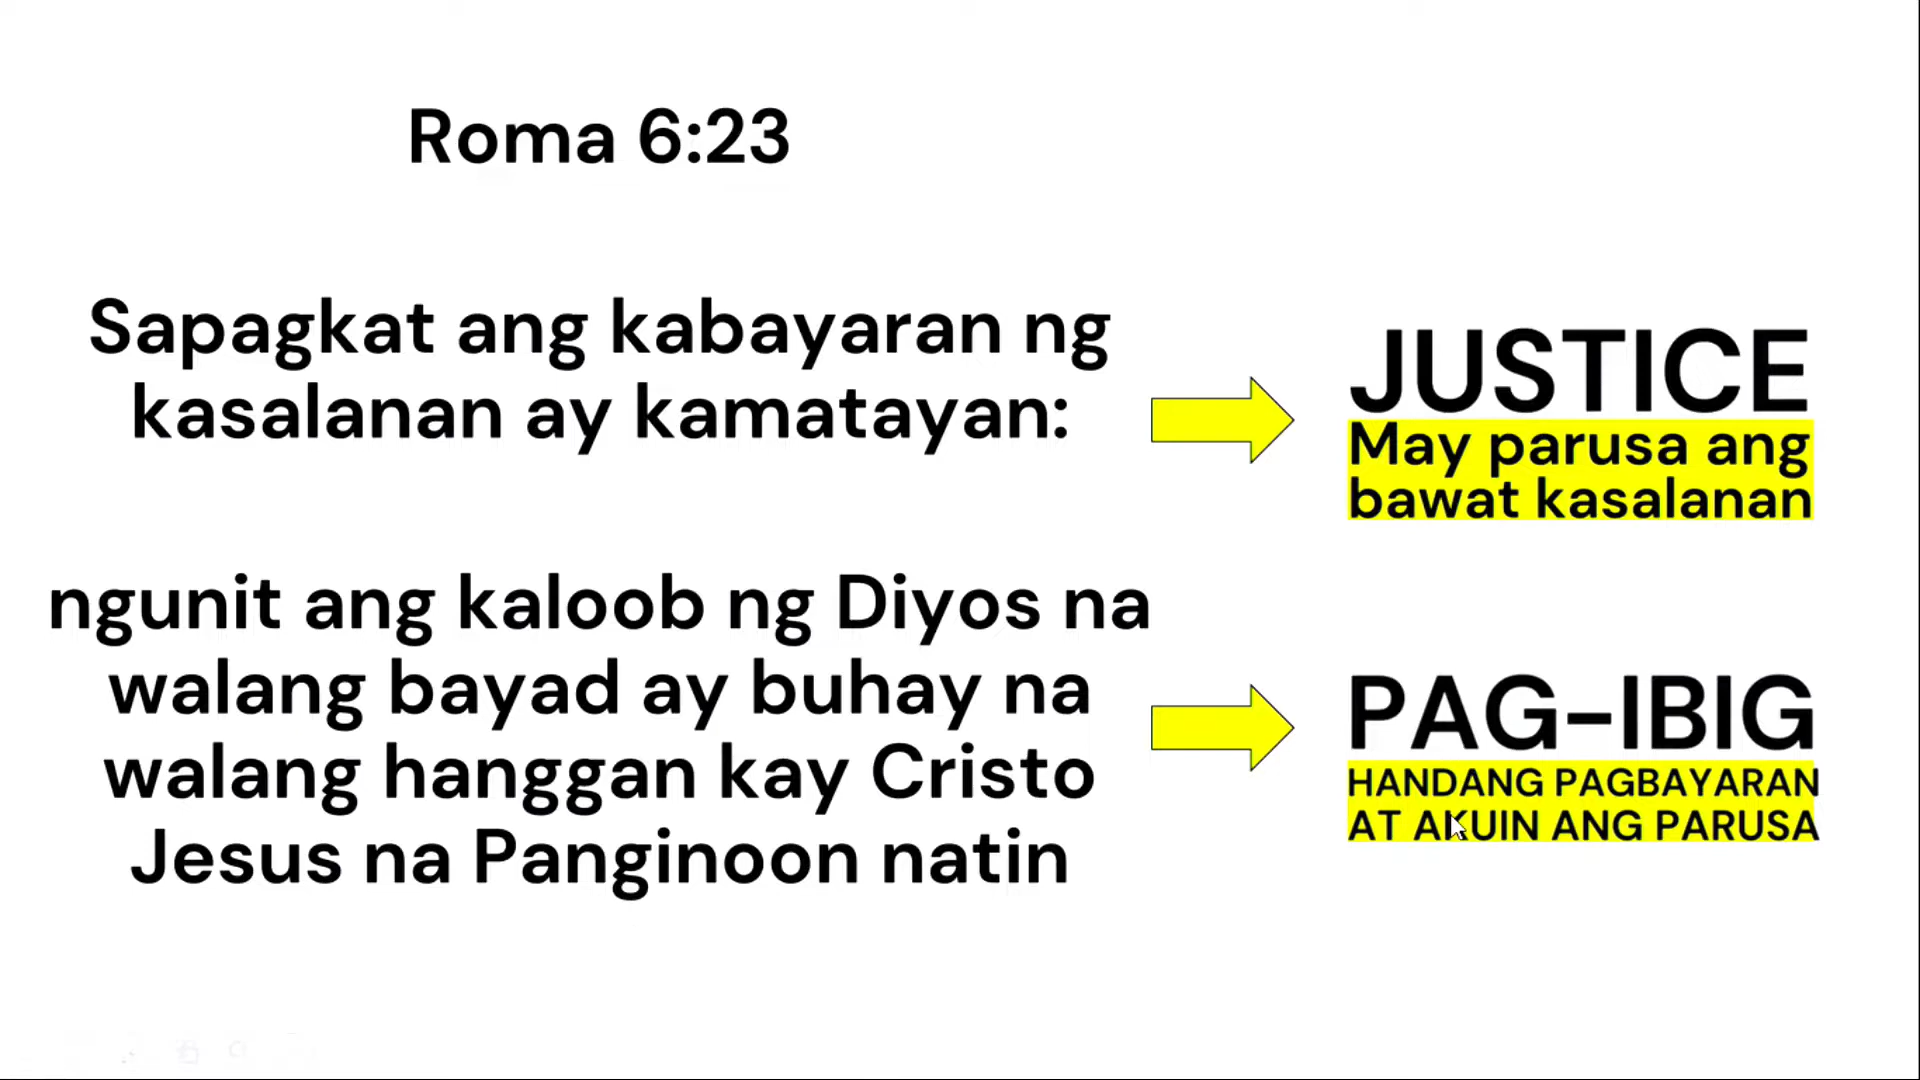 Roma 6:23
Sapagkat ang kabayaran ng
kasalanan ay kamatayan:
JUSTICE
May parusa ang
bawat kasalanan
ngunit ang kaloob ng Diyos na
walang bayad ay buhay na
walang hanggan kay Cristo
Jesus na Panginoon natin
PAG-IBIG
HANDANG PAGBAYARAN
AT AKUIN ANG PARUSA